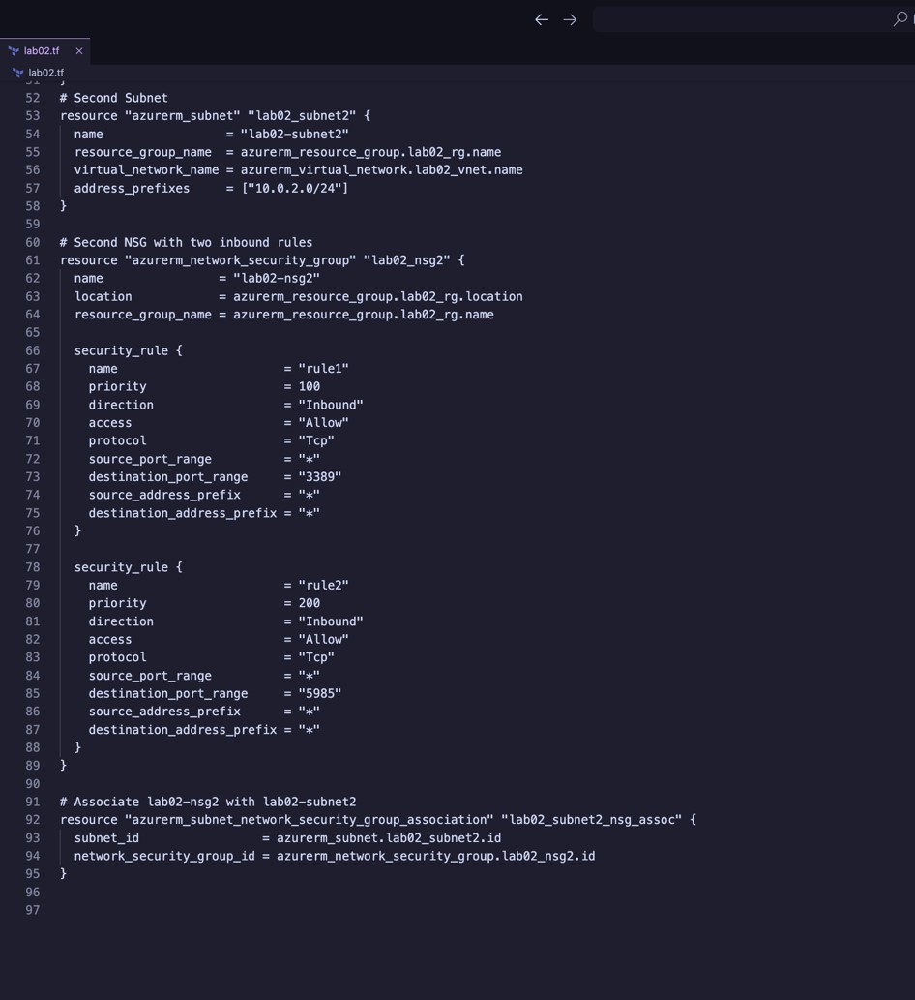 lab02.tf
lab02.tf
51 }
52 # Second Subnet
53 resource "azurerm_subnet" "lab02_subnet2" {
54   name                 = "lab02-subnet2"
55   resource_group_name  = azurerm_resource_group.lab02_rg.name
56   virtual_network_name = azurerm_virtual_network.lab02_vnet.name
57   address_prefixes     = ["10.0.2.0/24"]
58 }
59
60 # Second NSG with two inbound rules
61 resource "azurerm_network_security_group" "lab02_nsg2" {
62   name                = "lab02-nsg2"
63   location            = azurerm_resource_group.lab02_rg.location
64   resource_group_name = azurerm_resource_group.lab02_rg.name
65
66   security_rule {
67     name                       = "rule1"
68     priority                   = 100
69     direction                  = "Inbound"
70     access                     = "Allow"
71     protocol                   = "Tcp"
72     source_port_range          = "*"
73     destination_port_range     = "3389"
74     source_address_prefix      = "*"
75     destination_address_prefix = "*"
76   }
77
78   security_rule {
79     name                       = "rule2"
80     priority                   = 200
81     direction                  = "Inbound"
82     access                     = "Allow"
83     protocol                   = "Tcp"
84     source_port_range          = "*"
85     destination_port_range     = "5985"
86     source_address_prefix      = "*"
87     destination_address_prefix = "*"
88   }
89 }
90
91 # Associate lab02-nsg2 with lab02-subnet2
92 resource "azurerm_subnet_network_security_group_association" "lab02_subnet2_nsg_assoc" {
93   subnet_id                 = azurerm_subnet.lab02_subnet2.id
94   network_security_group_id = azurerm_network_security_group.lab02_nsg2.id
95 }
96
97